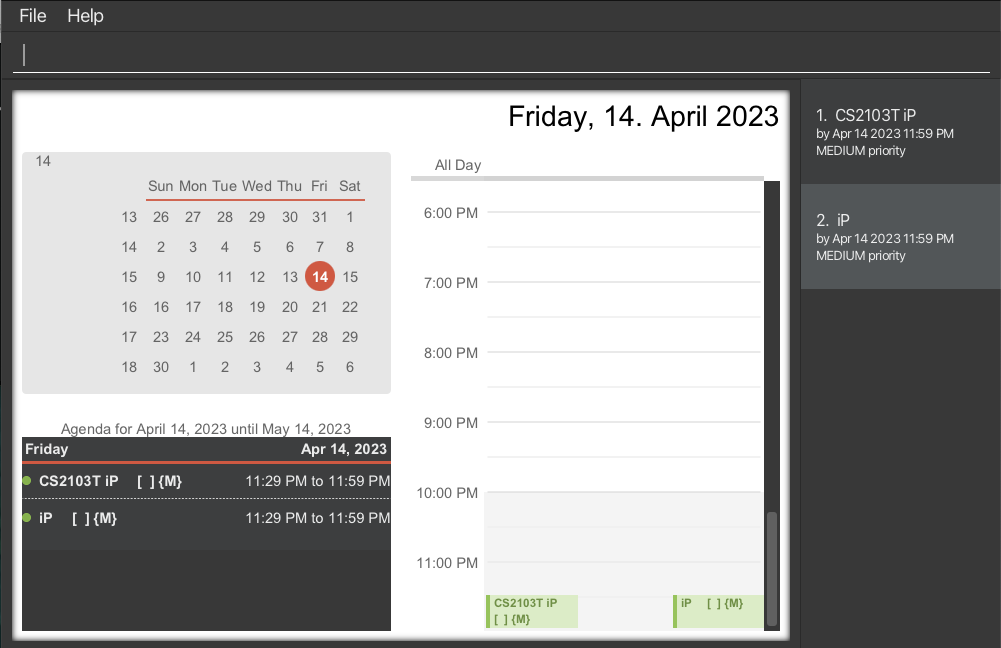 File Help
Friday, 14. April 2023
14
Sun Mon Tue Wed Thu Fri Sat
13 26 27 28 29 30 31 1
14 2 3 4 5 6 7 8
15 9 10 11 12 13 14 15
16 16 17 18 19 20 21 22
17 23 24 25 26 27 28 29
18 30 1 2 3 4 5 6
Agenda for April 14, 2023 until May 14, 2023
Friday Apr 14, 2023
CS2103T iP [ ] {M} 11:29 PM to 11:59 PM
iP [ ] {M} 11:29 PM to 11:59 PM
All Day
6:00 PM
7:00 PM
8:00 PM
9:00 PM
10:00 PM
11:00 PM
CS2103T iP
[ ] {M}
iP [ ] {M}
1. CS2103T iP
by Apr 14 2023 11:59 PM
MEDIUM priority
2. iP
by Apr 14 2023 11:59 PM
MEDIUM priority